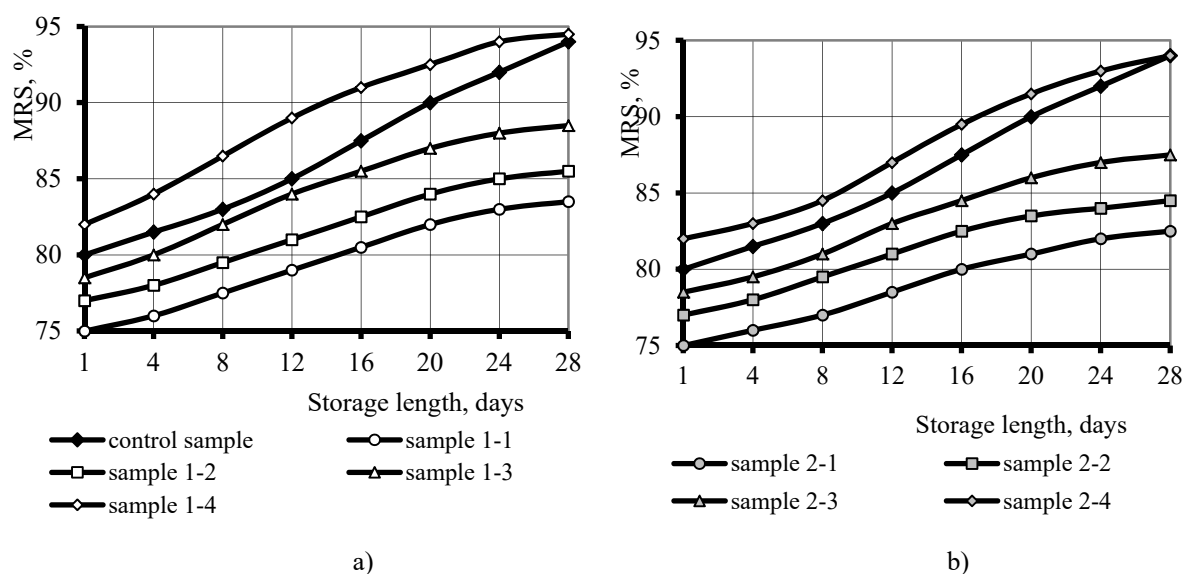 95
90
85
80
75
MRS, %
1 4 8 12 16 20 24 28
Storage length, days
control sample sample 1-1
sample 1-2 sample 1-3
sample 1-4
a)
95
90
85
80
75
MRS, %
1 4 8 12 16 20 24 28
Storage length, days
sample 2-1 sample 2-2
sample 2-3 sample 2-4
b)